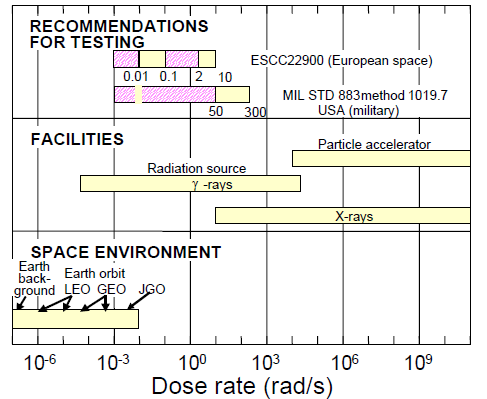 RECOMMENDATIONS
FOR TESTING
ESCC22900 (European space)
0.01 0.1 2 10
MIL STD 883method 1019.7
USA (military)
50 300
FACILITIES
Particle accelerator
Radiation source
γ -rays
X-rays
SPACE ENVIRONMENT
Earth
back-
ground
Earth orbit
LEO GEO JGO
10⁻⁶ 10⁻³ 10⁰ 10³ 10⁶ 10⁹
Dose rate (rad/s)